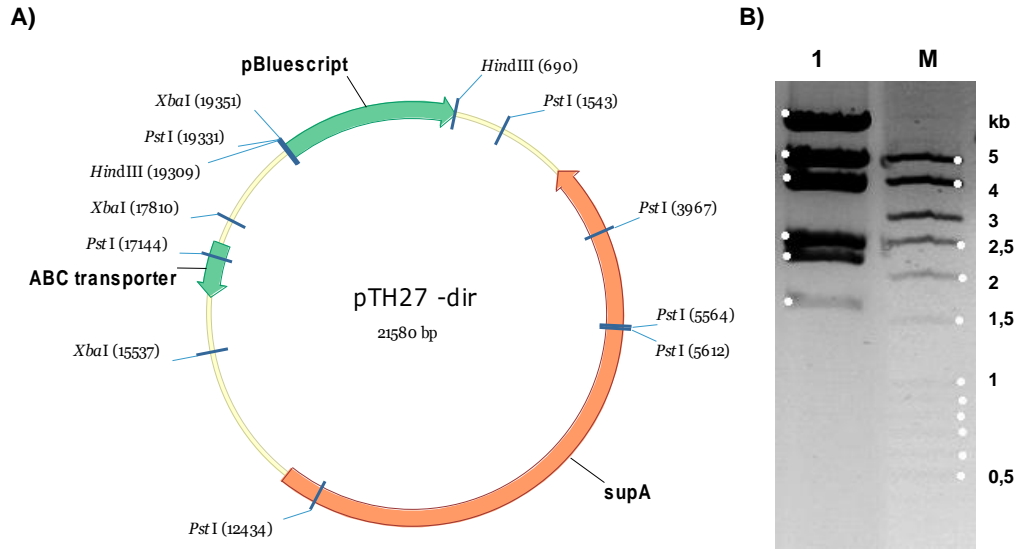 A)
B)
pBluescript
HindIII (690)
XbaI (19351)
PstI (1543)
PstI (19331)
HindIII (19309)
XbaI (17810)
PstI (3967)
PstI (17144)
ABC transporter
pTH27 -dir
21580 bp
PstI (5564)
PstI (5612)
XbaI (15537)
supA
PstI (12434)
1 M
kb
5
4
3
2,5
2
1,5
1
0,5